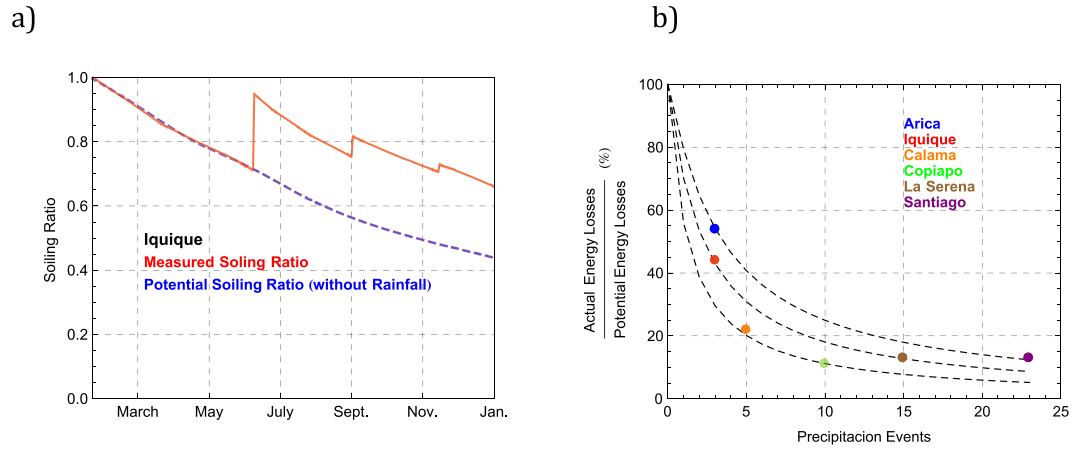 a)
1.0
0.8
0.6
0.4
0.2
0.0
Soiling Ratio
Iquique
Measured Soling Ratio
Potential Soiling Ratio (without Rainfall)
March May July Sept. Nov. Jan.
b)
100
80
60
40
20
0
Actual Energy Losses
Potential Energy Losses
(%)
Arica
Iquique
Calama
Copiapo
La Serena
Santiago
0 5 10 15 20 25
Precipitacion Events